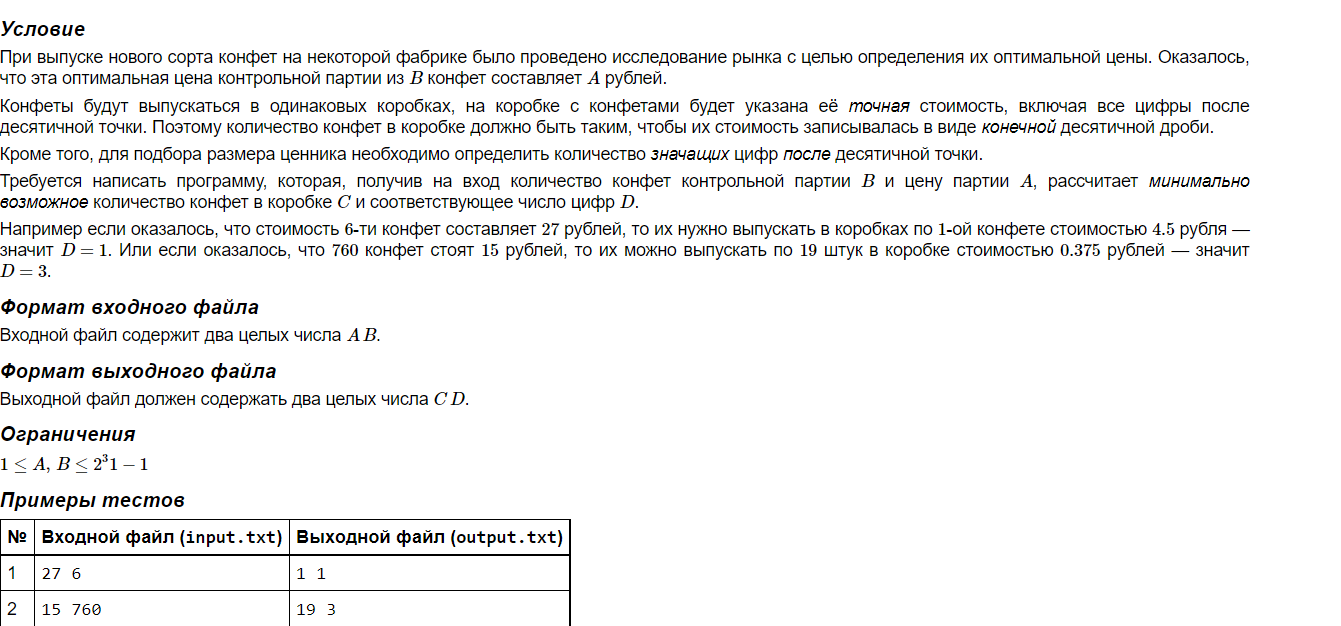 Условие
При выпуске нового сорта конфет на некоторой фабрике было проведено исследование рынка с целью определения их оптимальной цены. Оказалось,
что эта оптимальная цена контрольной партии из B конфет составляет A рублей.
Конфеты будут выпускаться в одинаковых коробках, на коробке с конфетами будет указана её точная стоимость, включая все цифры после
десятичной точки. Поэтому количество конфет в коробке должно быть таким, чтобы их стоимость записывалась в виде конечной десятичной дроби.
Кроме того, для подбора размера ценника необходимо определить количество значащих цифр после десятичной точки.
Требуется написать программу, которая, получив на вход количество конфет контрольной партии B и цену партии A, рассчитает минимально
возможное количество конфет в коробке C и соответствующее число цифр D.
Например если оказалось, что стоимость 6-ти конфет составляет 27 рублей, то их нужно выпускать в коробках по 1-ой конфете стоимостью 4.5 рубля —
значит D = 1. Или если оказалось, что 760 конфет стоят 15 рублей, то их можно выпускать по 19 штук в коробке стоимостью 0.375 рублей — значит
D = 3.
Формат входного файла
Входной файл содержит два целых числа A B.
Формат выходного файла
Выходной файл должен содержать два целых числа C D.
Ограничения
1 ≤ A, B ≤ 2³1 − 1
Примеры тестов
№ Входной файл (input.txt) Выходной файл (output.txt)
1 27 6 1 1
2 15 760 19 3